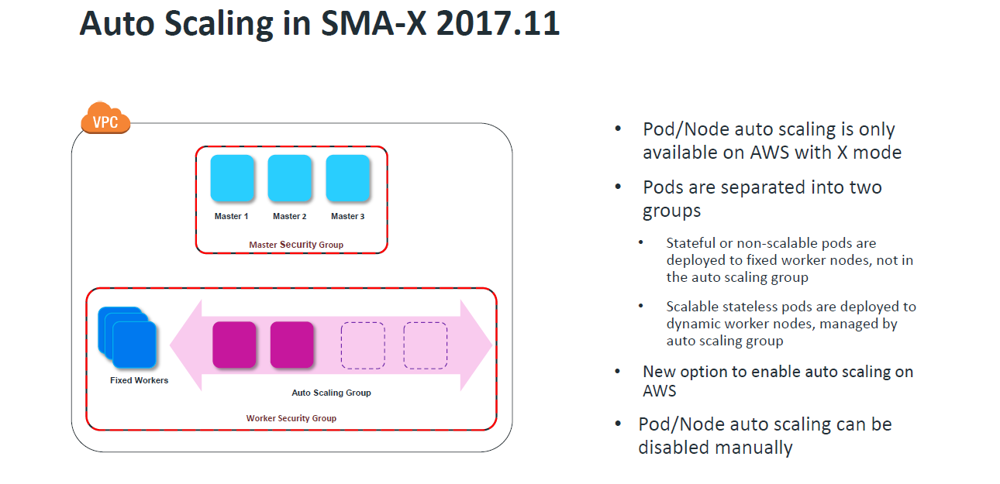 Auto Scaling in SMA-X 2017.11
VPC
Master 1
Master 2
Master 3
Master Security Group
Fixed Workers
Auto Scaling Group
Worker Security Group
• Pod/Node auto scaling is only
available on AWS with X mode
• Pods are separated into two
groups
• Stateful or non-scalable pods are
deployed to fixed worker nodes, not in
the auto scaling group
• Scalable stateless pods are deployed to
dynamic worker nodes, managed by
auto scaling group
• New option to enable auto scaling on
AWS
• Pod/Node auto scaling can be
disabled manually